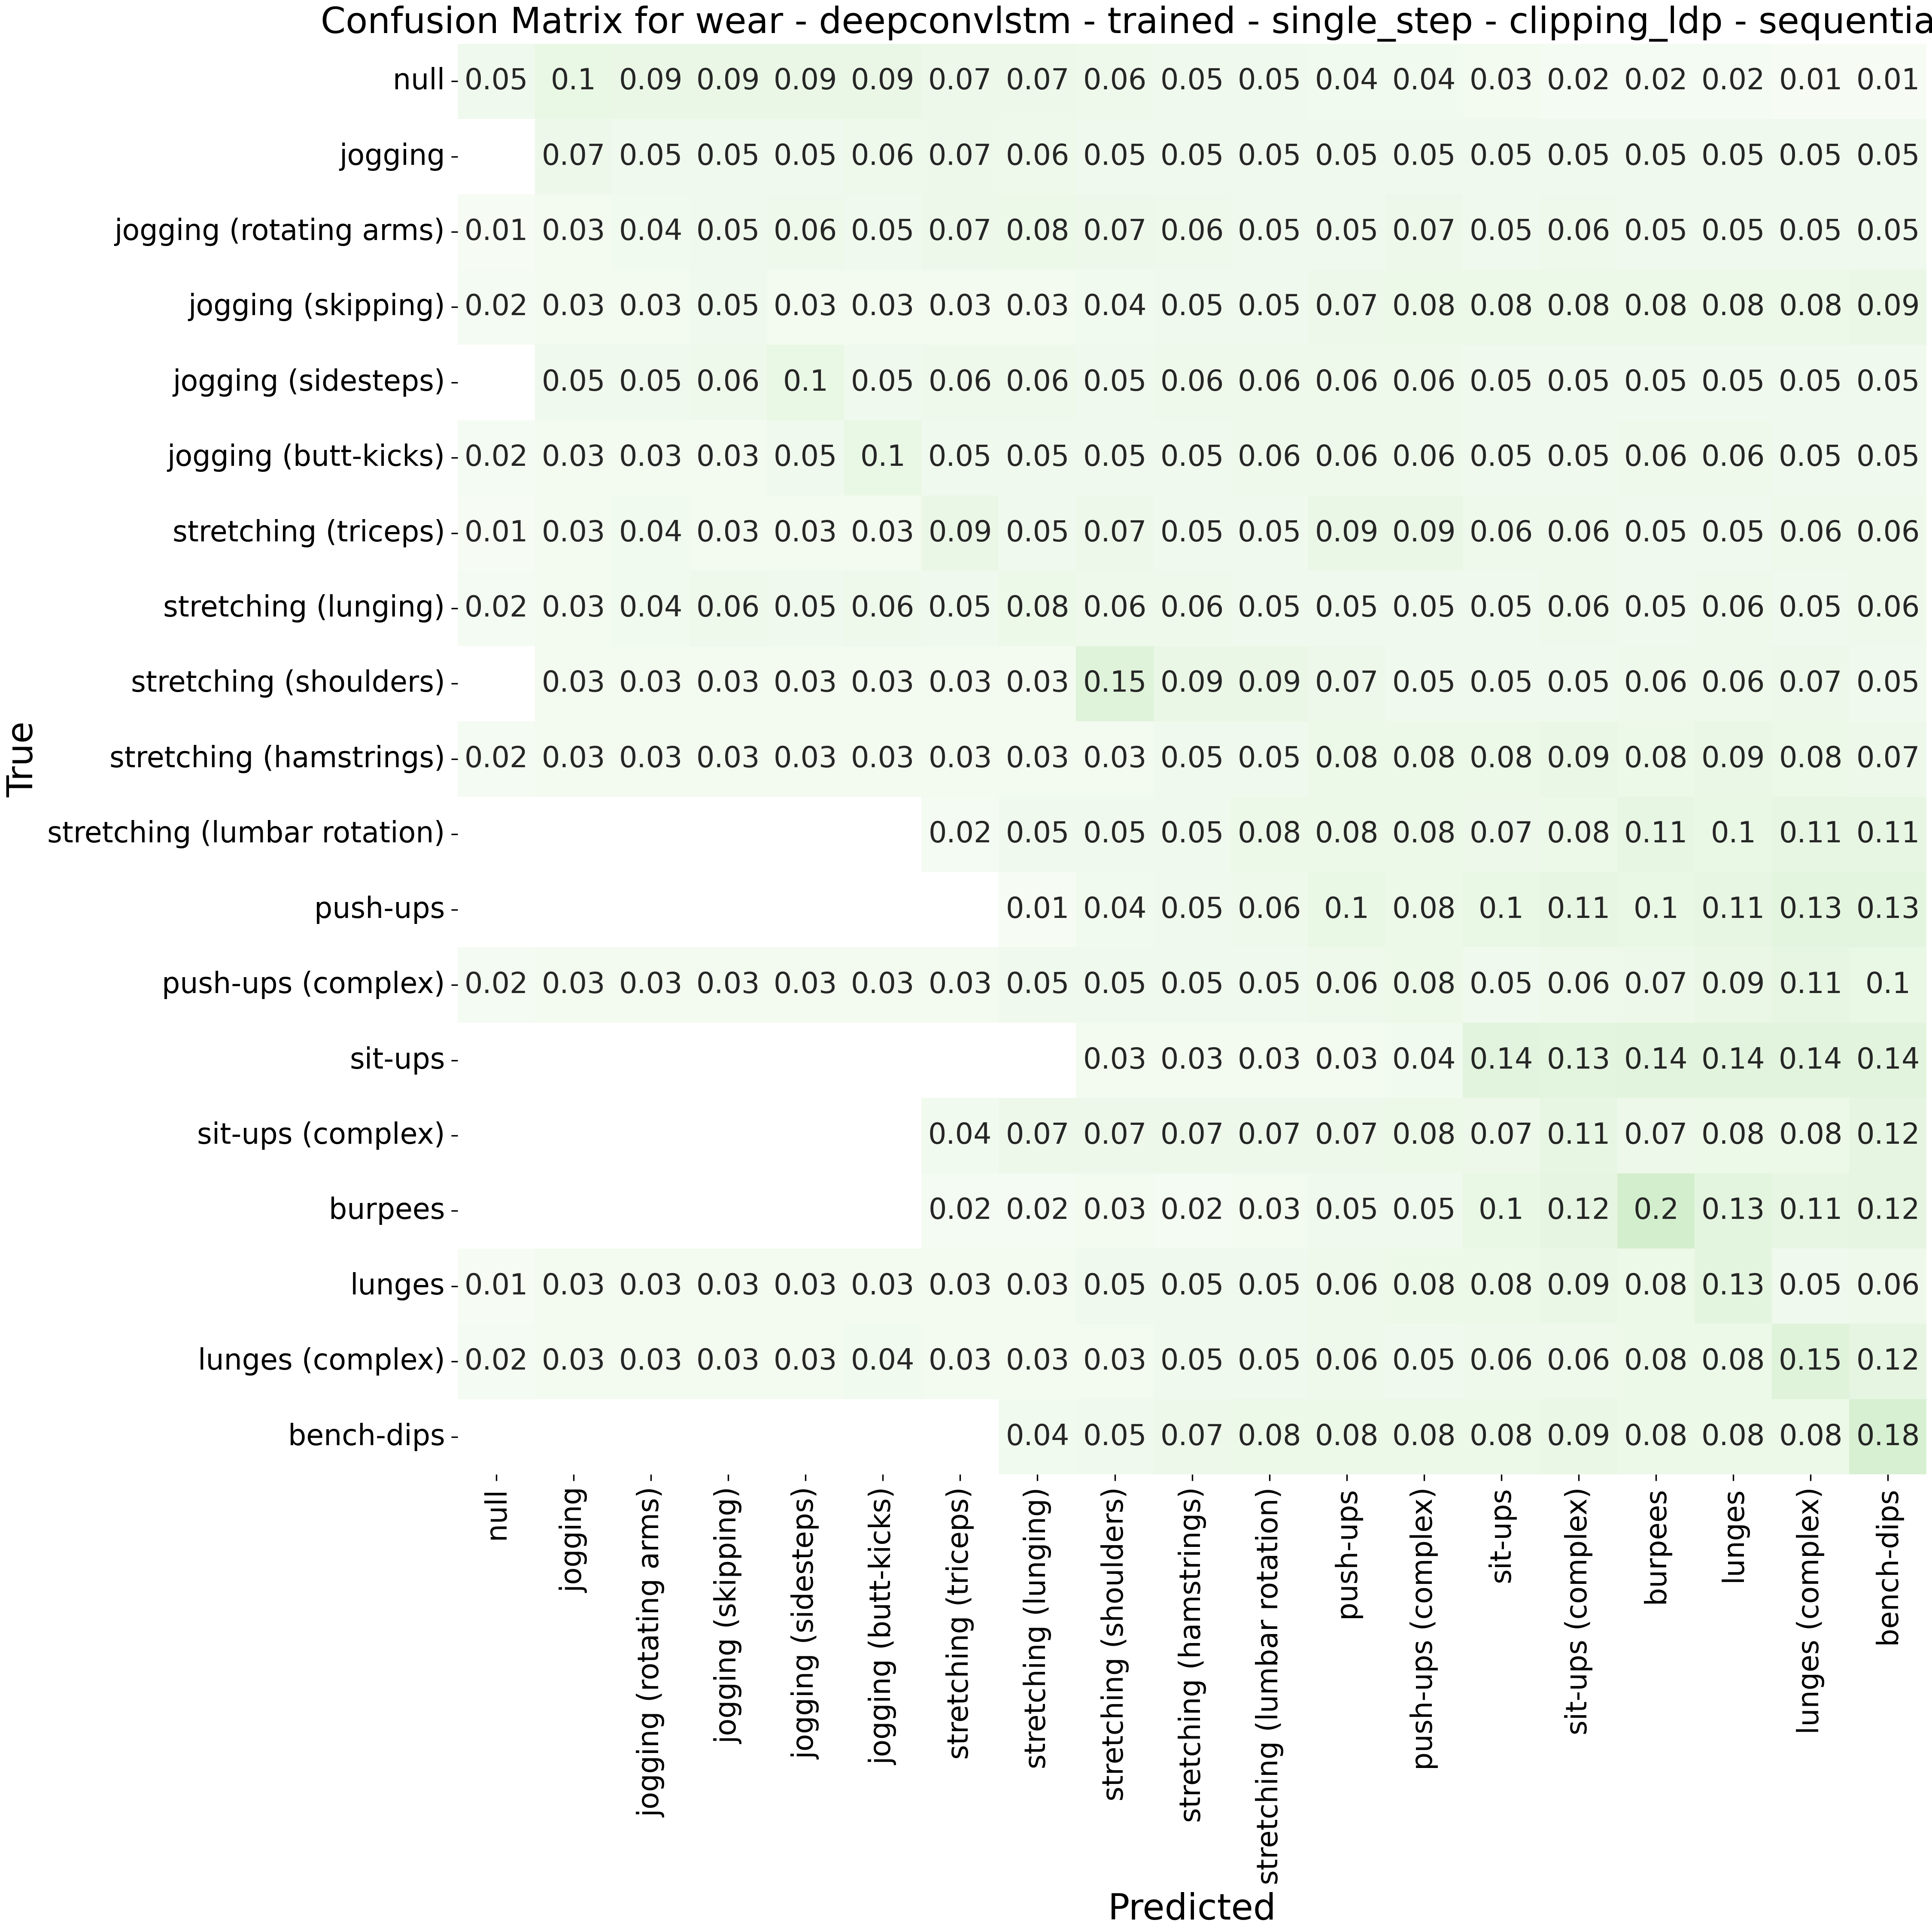 Confusion Matrix for wear - deepconvlstm - trained - single_step - clipping_ldp - sequentia
null 0.05 0.1 0.09 0.09 0.09 0.09 0.07 0.07 0.06 0.05 0.05 0.04 0.04 0.03 0.02 0.02 0.02 0.01 0.01
jogging 0.07 0.05 0.05 0.05 0.06 0.07 0.06 0.05 0.05 0.05 0.05 0.05 0.05 0.05 0.05 0.05 0.05 0.05
jogging (rotating arms) 0.01 0.03 0.04 0.05 0.06 0.05 0.07 0.08 0.07 0.06 0.05 0.05 0.07 0.05 0.06 0.05 0.05 0.05 0.05
jogging (skipping) 0.02 0.03 0.03 0.05 0.03 0.03 0.03 0.03 0.04 0.05 0.05 0.07 0.08 0.08 0.08 0.08 0.08 0.08 0.09
jogging (sidesteps) 0.05 0.05 0.06 0.1 0.05 0.06 0.06 0.05 0.06 0.06 0.06 0.06 0.05 0.05 0.05 0.05 0.05 0.05
jogging (butt-kicks) 0.02 0.03 0.03 0.03 0.05 0.1 0.05 0.05 0.05 0.05 0.06 0.06 0.06 0.05 0.05 0.06 0.06 0.05 0.05
stretching (triceps) 0.01 0.03 0.04 0.03 0.03 0.03 0.09 0.05 0.07 0.05 0.05 0.09 0.09 0.06 0.06 0.05 0.05 0.06 0.06
stretching (lunging) 0.02 0.03 0.04 0.06 0.05 0.06 0.05 0.08 0.06 0.06 0.05 0.05 0.05 0.05 0.06 0.05 0.06 0.05 0.06
stretching (shoulders) 0.03 0.03 0.03 0.03 0.03 0.03 0.03 0.15 0.09 0.09 0.07 0.05 0.05 0.05 0.06 0.06 0.07 0.05
stretching (hamstrings) 0.02 0.03 0.03 0.03 0.03 0.03 0.03 0.03 0.03 0.05 0.05 0.08 0.08 0.08 0.09 0.08 0.09 0.08 0.07
stretching (lumbar rotation) 0.02 0.05 0.05 0.05 0.08 0.08 0.08 0.07 0.08 0.11 0.1 0.11 0.11
push-ups 0.01 0.04 0.05 0.06 0.1 0.08 0.1 0.11 0.1 0.11 0.13 0.13
push-ups (complex) 0.02 0.03 0.03 0.03 0.03 0.03 0.03 0.05 0.05 0.05 0.05 0.06 0.08 0.05 0.06 0.07 0.09 0.11 0.1
sit-ups 0.03 0.03 0.03 0.03 0.04 0.14 0.13 0.14 0.14 0.14 0.14
sit-ups (complex) 0.04 0.07 0.07 0.07 0.07 0.07 0.08 0.07 0.11 0.07 0.08 0.08 0.12
burpees 0.02 0.02 0.03 0.02 0.03 0.05 0.05 0.1 0.12 0.2 0.13 0.11 0.12
lunges 0.01 0.03 0.03 0.03 0.03 0.03 0.03 0.03 0.05 0.05 0.05 0.06 0.08 0.08 0.09 0.08 0.13 0.05 0.06
lunges (complex) 0.02 0.03 0.03 0.03 0.03 0.04 0.03 0.03 0.03 0.05 0.05 0.06 0.05 0.06 0.06 0.08 0.08 0.15 0.12
bench-dips 0.04 0.05 0.07 0.08 0.08 0.08 0.08 0.09 0.08 0.08 0.08 0.18
True
null
jogging
jogging (rotating arms)
jogging (skipping)
jogging (sidesteps)
jogging (butt-kicks)
stretching (triceps)
stretching (lunging)
stretching (shoulders)
stretching (hamstrings)
stretching (lumbar rotation)
push-ups
push-ups (complex)
sit-ups
sit-ups (complex)
burpees
lunges
lunges (complex)
bench-dips
Predicted